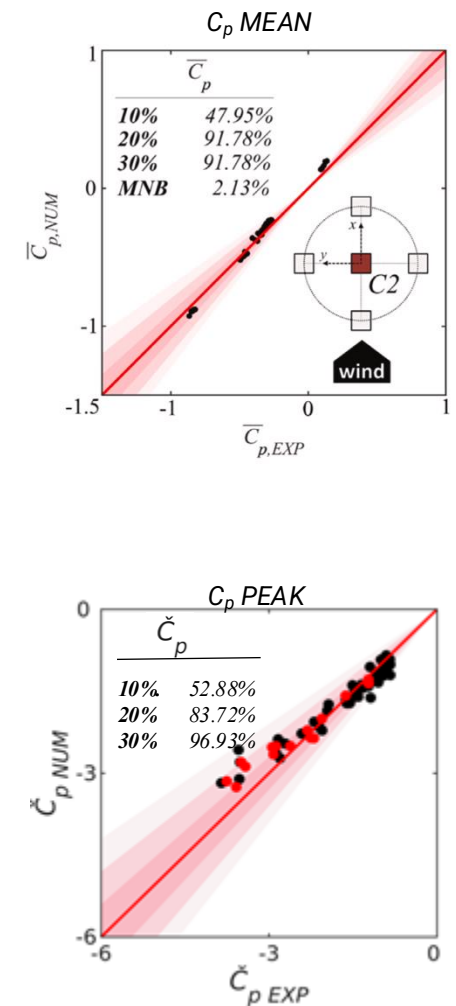 Cp MEAN
1
C̅p
10% 47.95%
20% 91.78%
30% 91.78%
MNB 2.13%
0
C̅p,NUM
x
y
C2
-1
wind
-1.5 -1 0 1
C̅p,EXP
Cp PEAK
0
Čp
10%. 52.88%
20% 83.72%
30% 96.93%
-3
Čp NUM
-6
-6 -3 0
Čp EXP